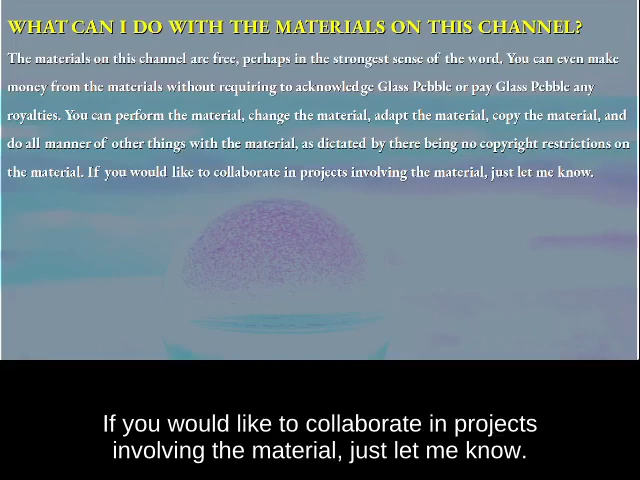 WHAT CAN I DO WITH THE MATERIALS ON THIS CHANNEL?
The materials on this channel are free, perhaps in the strongest sense of the word. You can even make
money from the materials without requiring to acknowledge Glass Pebble or pay Glass Pebble any
royalties. You can perform the material, change the material, adapt the material, copy the material, and
do all manner of other things with the material, as dictated by there being no copyright restrictions on
the material. If you would like to collaborate in projects involving the material, just let me know.
If you would like to collaborate in projects
involving the material, just let me know.